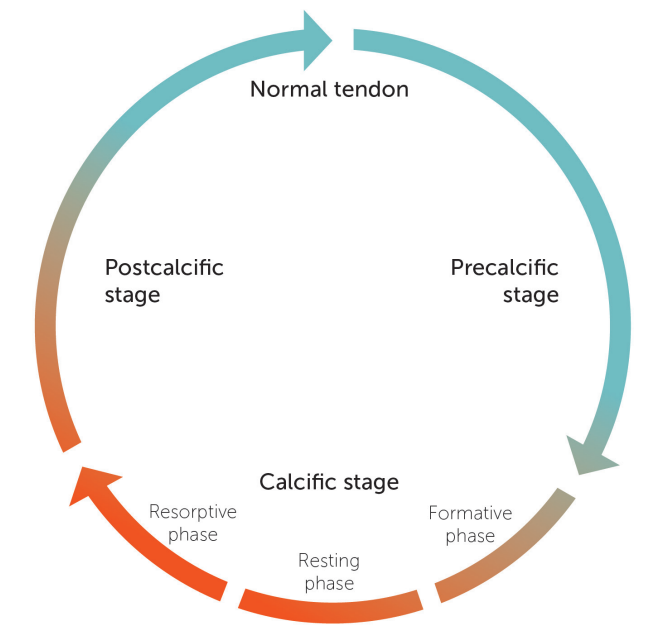 Normal tendon
Postcalcific
stage
Precalcific
stage
Calcific stage
Resorptive
phase
Resting
phase
Formative
phase